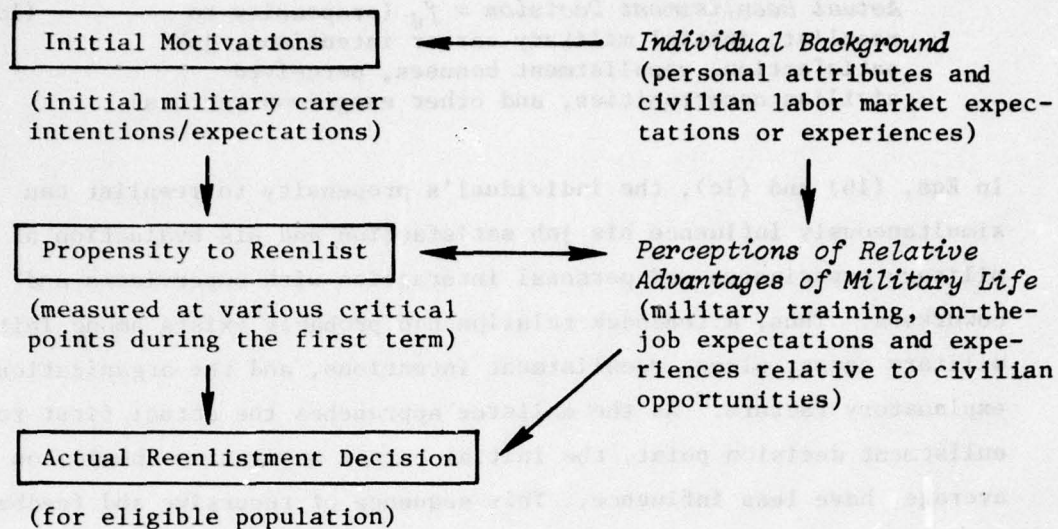 Initial Motivations
(initial military career
intentions/expectations)
Individual Background
(personal attributes and
civilian labor market expec-
tations or experiences)
Propensity to Reenlist
(measured at various critical
points during the first term)
Perceptions of Relative
Advantages of Military Life
(military training, on-the-
job expectations and expe-
riences relative to civilian
opportunities)
Actual Reenlistment Decision
(for eligible population)